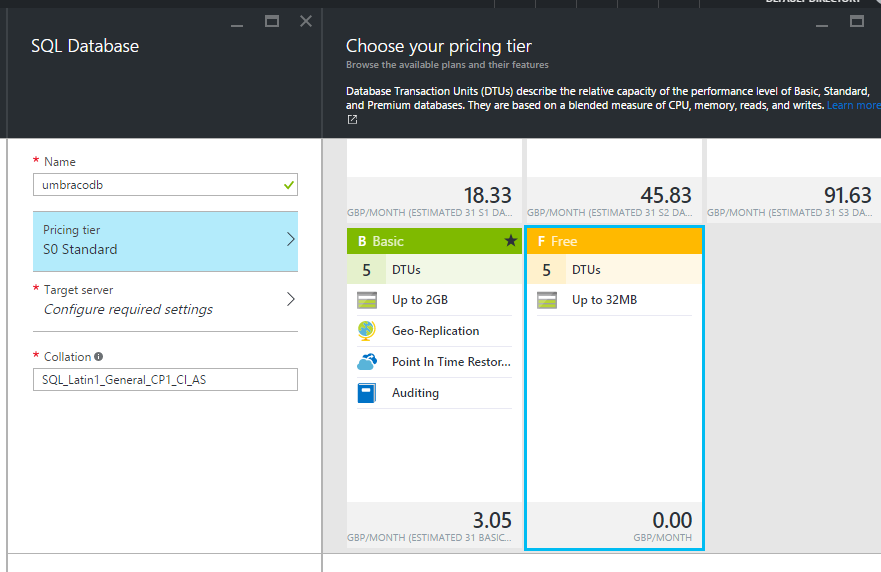 DEFAULT DIRECTORY
SQL Database
Choose your pricing tier
Browse the available plans and their features
Database Transaction Units (DTUs) describe the relative capacity of the performance level of Basic, Standard,
and Premium databases. They are based on a blended measure of CPU, memory, reads, and writes. Learn more
* Name
umbracodb
Pricing tier
S0 Standard
* Target server
Configure required settings
* Collation
SQL_Latin1_General_CP1_CI_AS
18.33
GBP/MONTH (ESTIMATED 31 S1 DA...
45.83
GBP/MONTH (ESTIMATED 31 S2 DA...
91.63
GBP/MONTH (ESTIMATED 31 S3 DA...
B Basic
5 DTUs
Up to 2GB
Geo-Replication
Point In Time Restor...
Auditing
3.05
GBP/MONTH (ESTIMATED 31 BASIC...
F Free
5 DTUs
Up to 32MB
0.00
GBP/MONTH